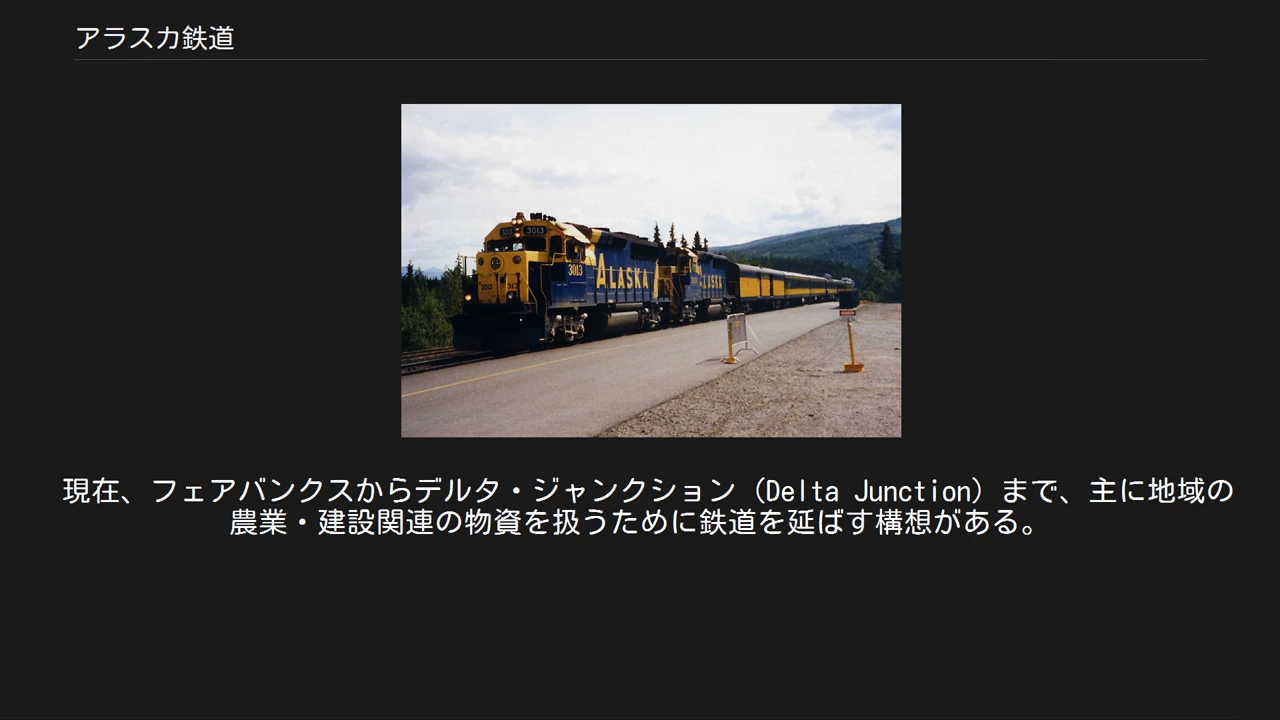 アラスカ鉄道
3013
3013
ALASKA
現在、フェアバンクスからデルタ・ジャンクション（Delta Junction）まで、主に地域の
農業・建設関連の物資を扱うために鉄道を延ばす構想がある。